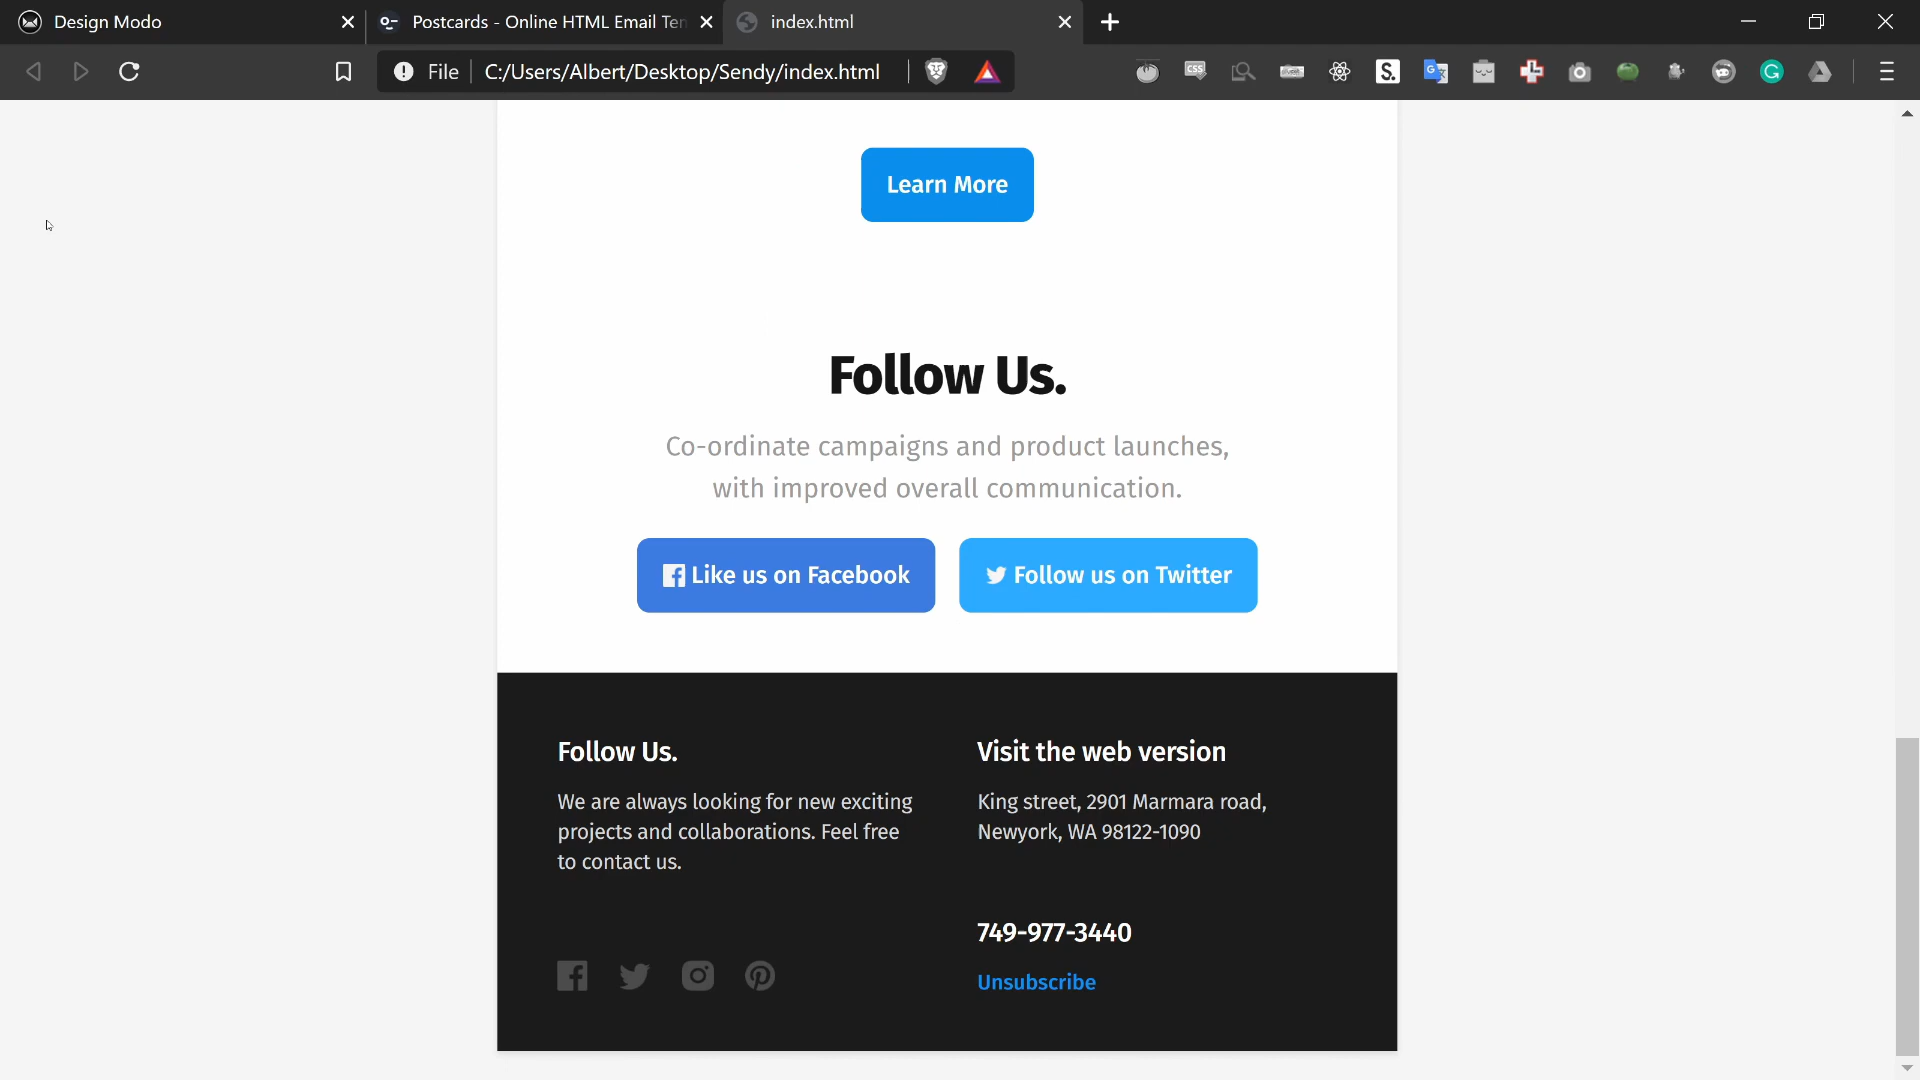 Design Modo
Postcards - Online HTML Email Ten
index.html
File
C:/Users/Albert/Desktop/Sendy/index.html
CSS
S.
G
G
Learn More
Follow Us.
Co-ordinate campaigns and product launches,
with improved overall communication.
Like us on Facebook
Follow us on Twitter
Follow Us.
We are always looking for new exciting
projects and collaborations. Feel free
to contact us.
Visit the web version
King street, 2901 Marmara road,
Newyork, WA 98122-1090
749-977-3440
Unsubscribe